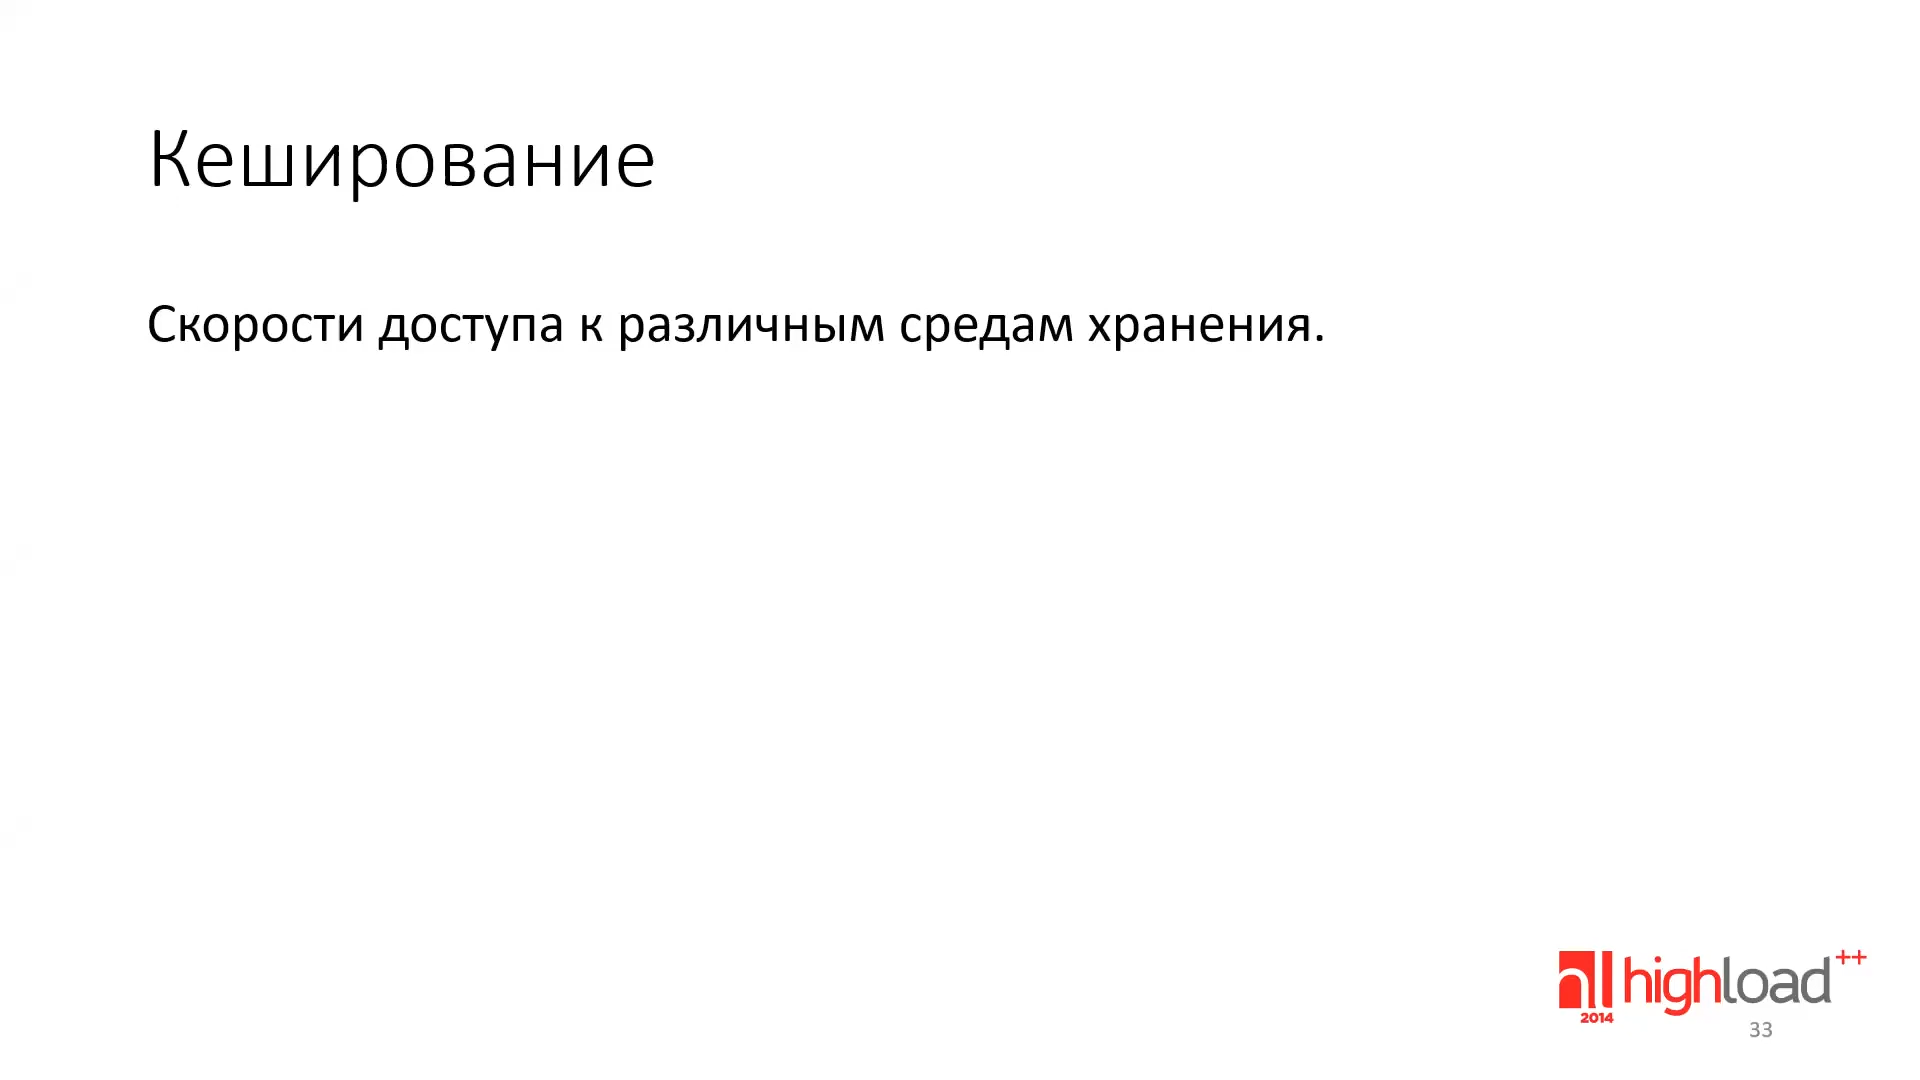 Кеширование
Скорости доступа к различным средам хранения.
highload++
2014
33